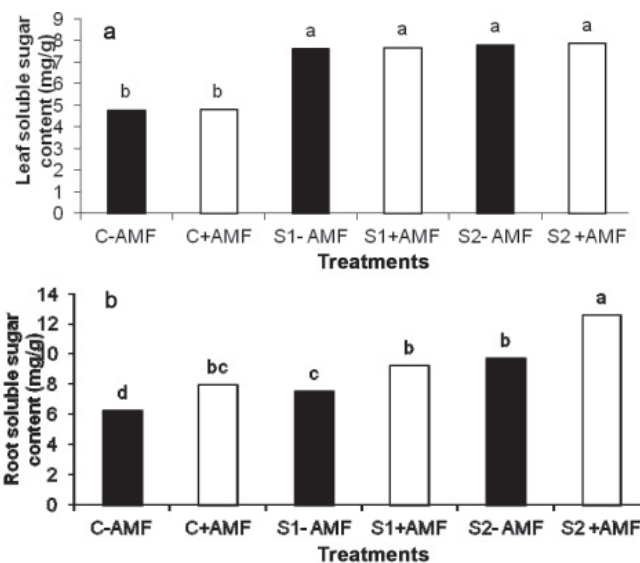 a
Leaf soluble sugar
content (mg/g)
9
8
7
6
5
4
3
2
1
0
b b a a a a
C-AMF C+AMF S1- AMF S1+AMF S2- AMF S2 +AMF
Treatments
b
Root soluble sugar
content (mg/g)
14
12
0
8
6
4
2
0
d bc c b b a
C-AMF C+AMF S1- AMF S1+AMF S2- AMF S2 +AMF
Treatments